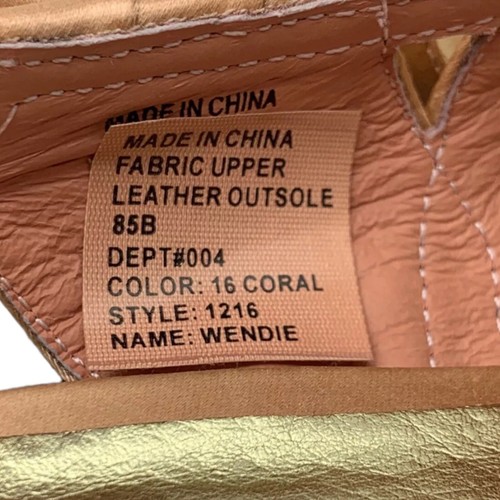 MADE IN CHINA
MADE IN CHINA
FABRIC UPPER
LEATHER OUTSOLE
85B
DEPT#004
COLOR: 16 CORAL
STYLE: 1216
NAME: WENDIE